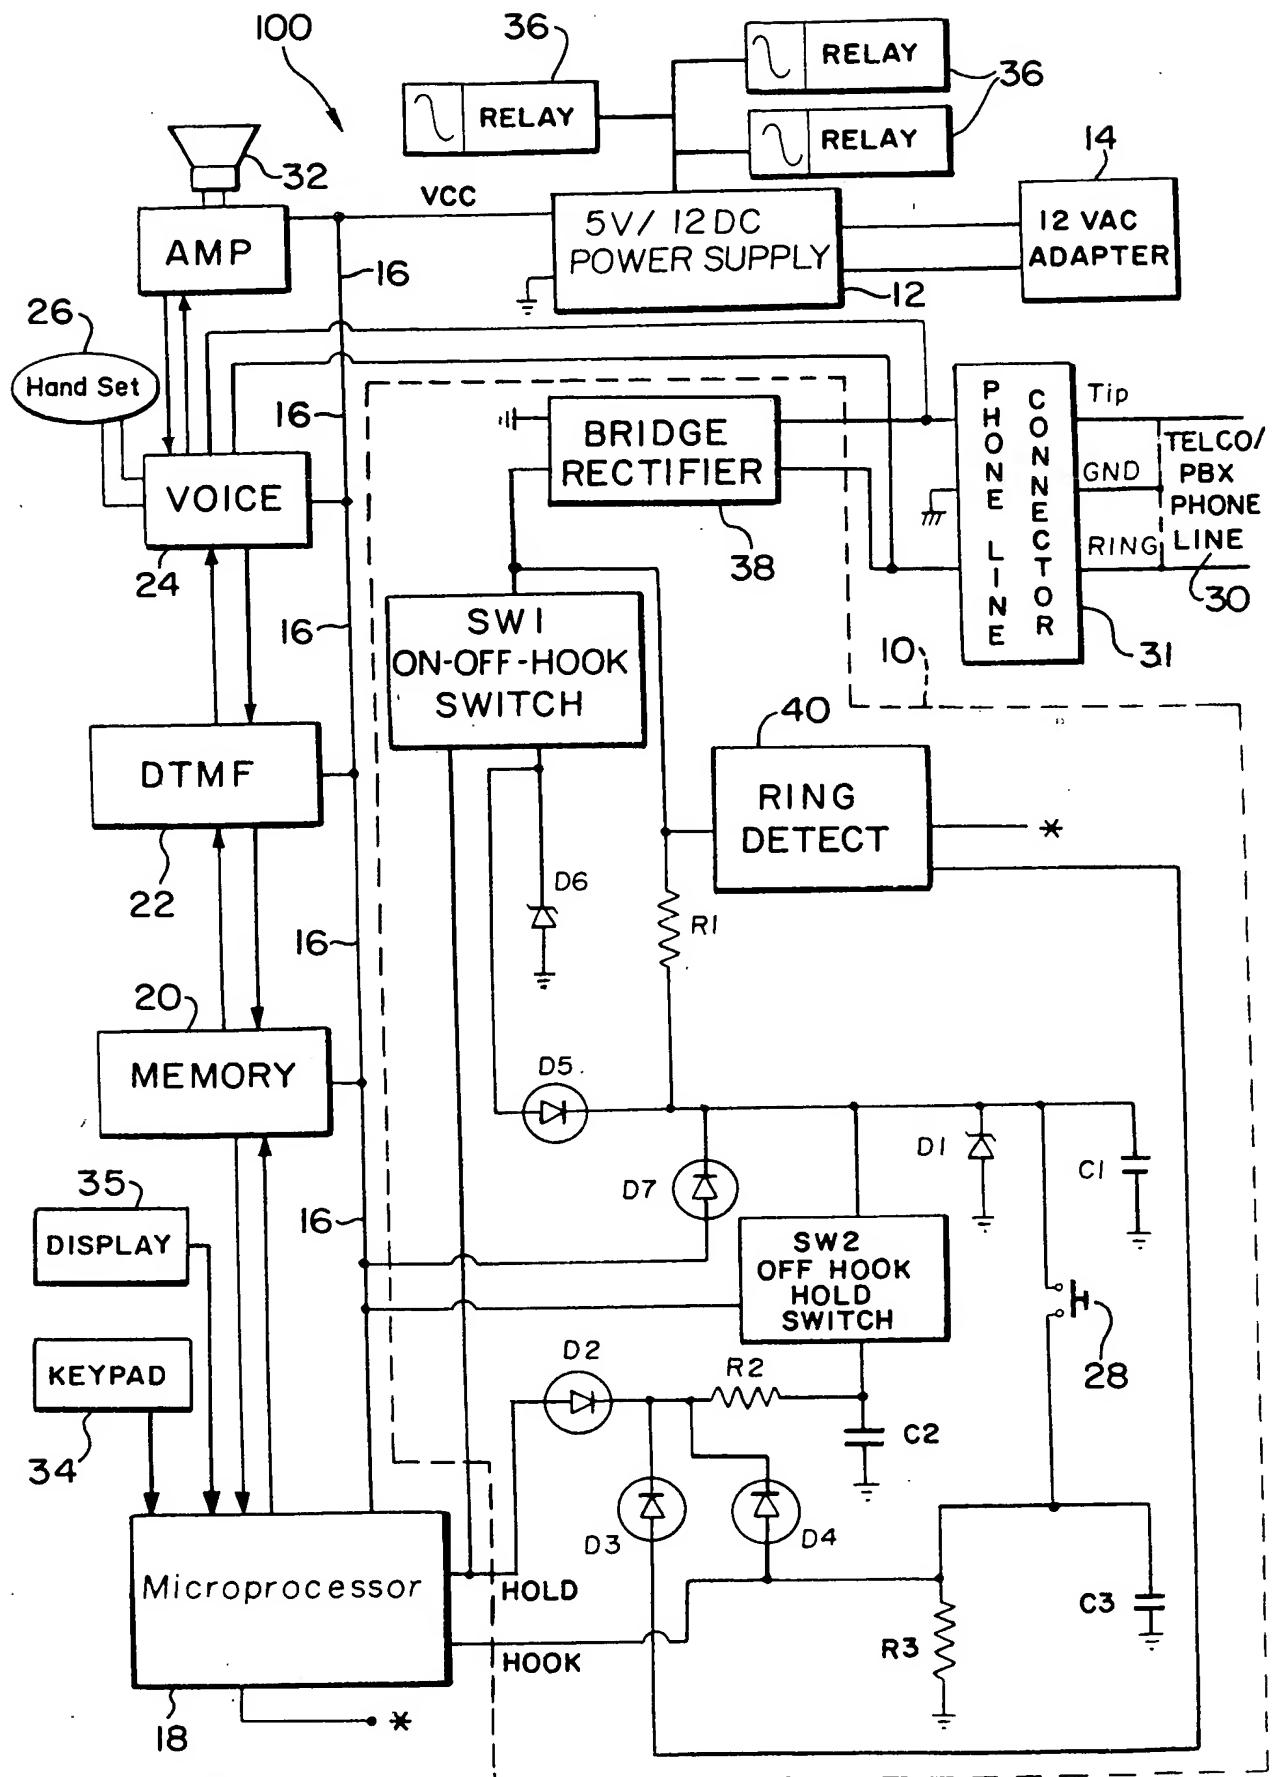 100
36
RELAY
RELAY
36
RELAY
32
14
VCC
AMP
5V/ 12DC
POWER SUPPLY
12 VAC
ADAPTER
16
12
26
Hand Set
16
BRIDGE
RECTIFIER
PHONE LINE
CONNECTOR
Tip
GND
RING
TELCO/
PBX
PHONE
LINE
30
VOICE
24
38
31
16
SW1
ON-OFF-HOOK
SWITCH
10
40
DTMF
22
RING
DETECT
*
D6
R1
16
20
MEMORY
D5
D1
C1
D7
35
DISPLAY
16
SW2
OFF HOOK
HOLD
SWITCH
28
KEYPAD
34
D2
R2
C2
D3
D4
Microprocessor
HOLD
HOOK
C3
R3
18
*